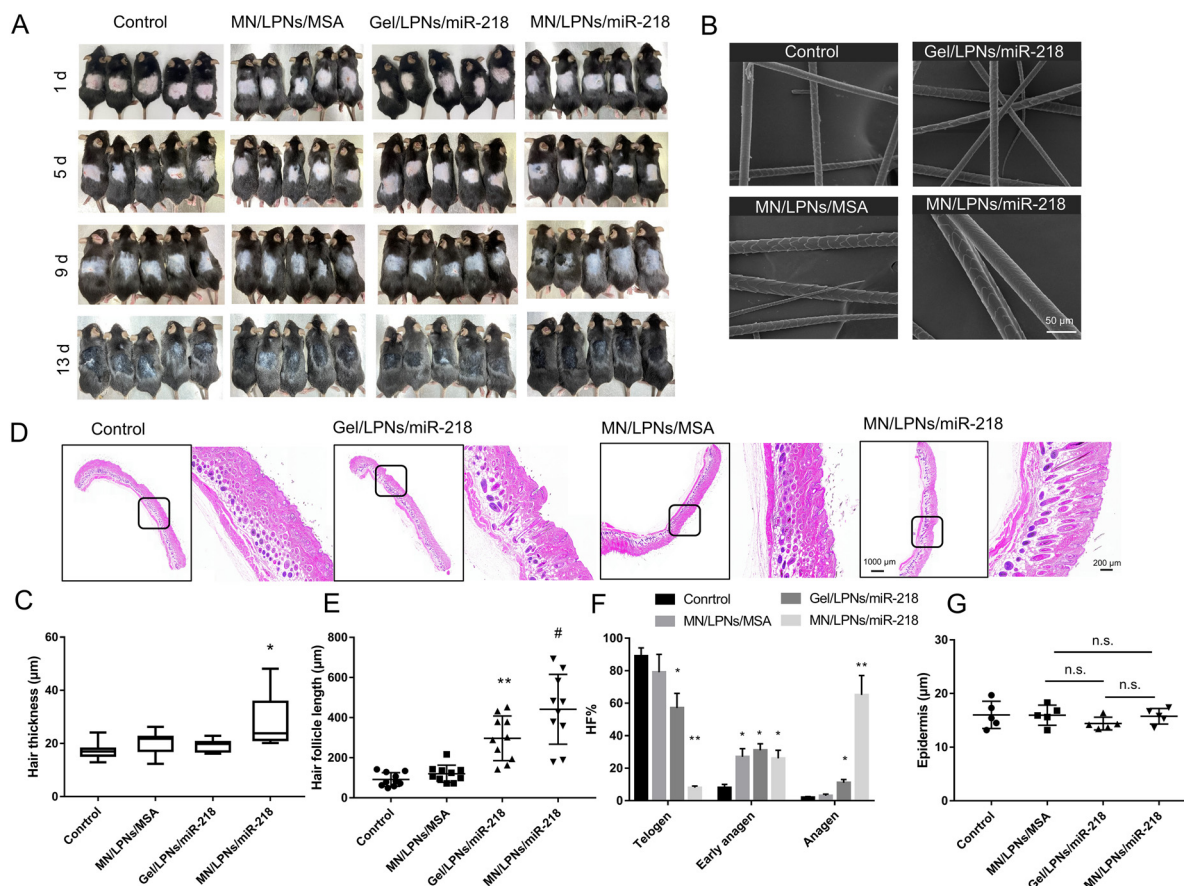 A
Control
MN/LPNs/MSA
Gel/LPNs/miR-218
MN/LPNs/miR-218
1 d
5 d
9 d
13 d
B
Control
Gel/LPNs/miR-218
MN/LPNs/MSA
MN/LPNs/miR-218
50 μm
D
Control
Gel/LPNs/miR-218
MN/LPNs/MSA
MN/LPNs/miR-218
1000 μm
200 μm
C
Hair thickness (μm)
60
40
20
0
*
Conrtrol
MN/LPNs/MSA
Gel/LPNs/miR-218
MN/LPNs/miR-218
E
Hair follicle length (μm)
800
600
400
200
0
**
#
Conrtrol
MN/LPNs/MSA
Gel/LPNs/miR-218
MN/LPNs/miR-218
F
Conrtrol
Gel/LPNs/miR-218
MN/LPNs/MSA
MN/LPNs/miR-218
HF%
100
80
60
40
20
0
*
**
* * *
*
**
Telogen
Early anagen
Anagen
G
Epidermis (μm)
30
20
10
0
n.s.
n.s.
n.s.
Conrtrol
MN/LPNs/MSA
Gel/LPNs/miR-218
MN/LPNs/miR-218